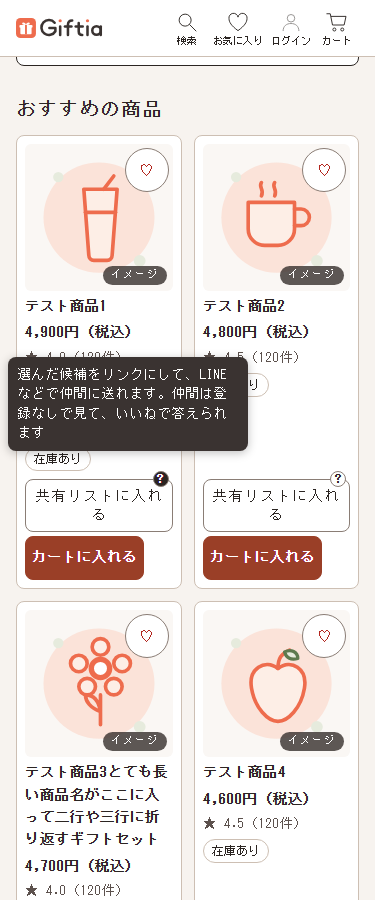 Giftia
検索 お気に入り ログイン カート
おすすめの商品
♡
イメージ
テスト商品1
4,900円（税込）
★ 4.0（120件）
選んだ候補をリンクにして、LINE
などで仲間に送れます。仲間は登
録なしで見て、いいねで答えられ
ます
在庫あり
?
共有リストに入れ
る
カートに入れる
♡
イメージ
テスト商品2
4,800円（税込）
★ 4.5（120件）
り
?
共有リストに入れ
る
カートに入れる
♡
イメージ
テスト商品3とても長
い商品名がここに入
って二行や三行に折
り返すギフトセット
4,700円（税込）
★ 4.0（120件）
♡
イメージ
テスト商品4
4,600円（税込）
★ 4.5（120件）
在庫あり